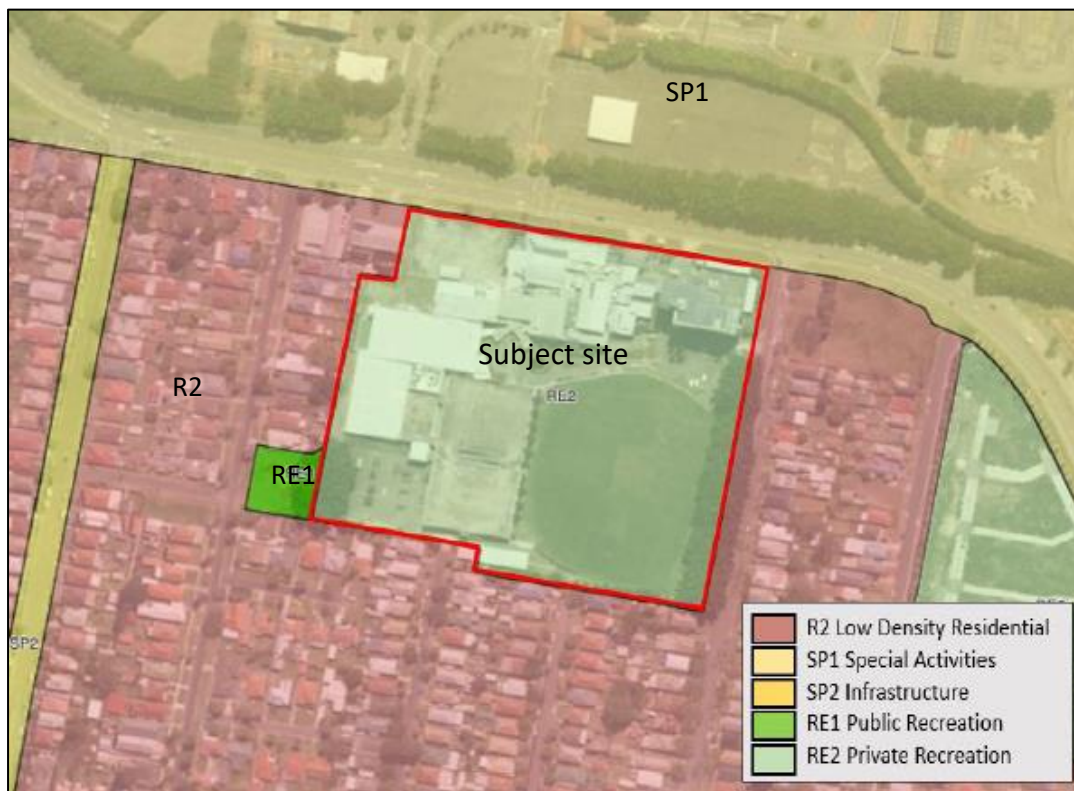 SP1
Subject site
RE2
R2
RE1
SP2
R2 Low Density Residential
SP1 Special Activities
SP2 Infrastructure
RE1 Public Recreation
RE2 Private Recreation